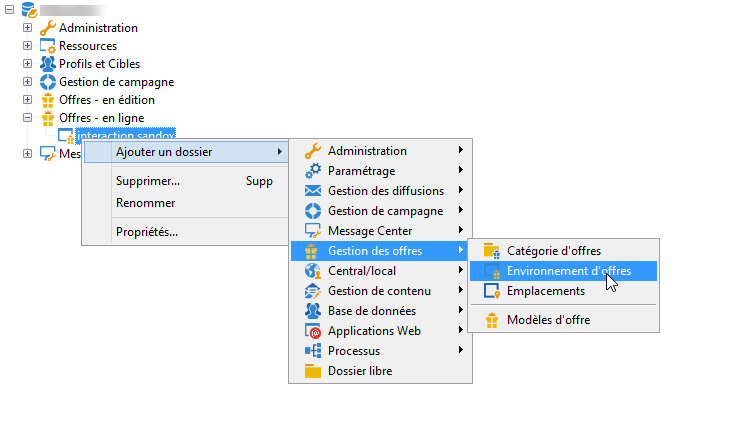 Administration
Ressources
Profils et Cibles
Gestion de campagne
Offres - en édition
Offres - en ligne
interaction sandox
Mes
Ajouter un dossier
Supprimer... Supp
Renommer
Propriétés...
Administration
Paramétrage
Gestion des diffusions
Gestion de campagne
Message Center
Gestion des offres
Central/local
Gestion de contenu
Base de données
Applications Web
Processus
Dossier libre
Catégorie d'offres
Environnement d'offres
Emplacements
Modèles d'offre